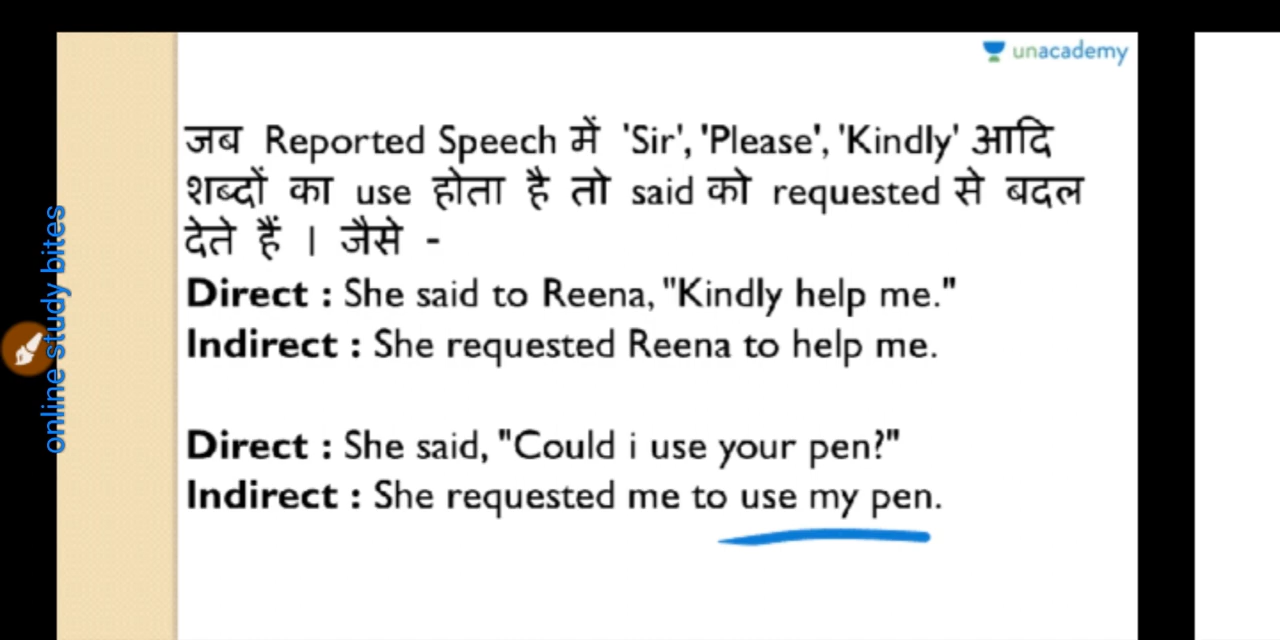 unacademy
जब Reported Speech में 'Sir', 'Please', 'Kindly' आदि
शब्दों का use होता है तो said को requested से बदल
देते हैं । जैसे -
Direct : She said to Reena, "Kindly help me."
Indirect : She requested Reena to help me.
Direct : She said, "Could i use your pen?"
Indirect : She requested me to use my pen.
online study bites